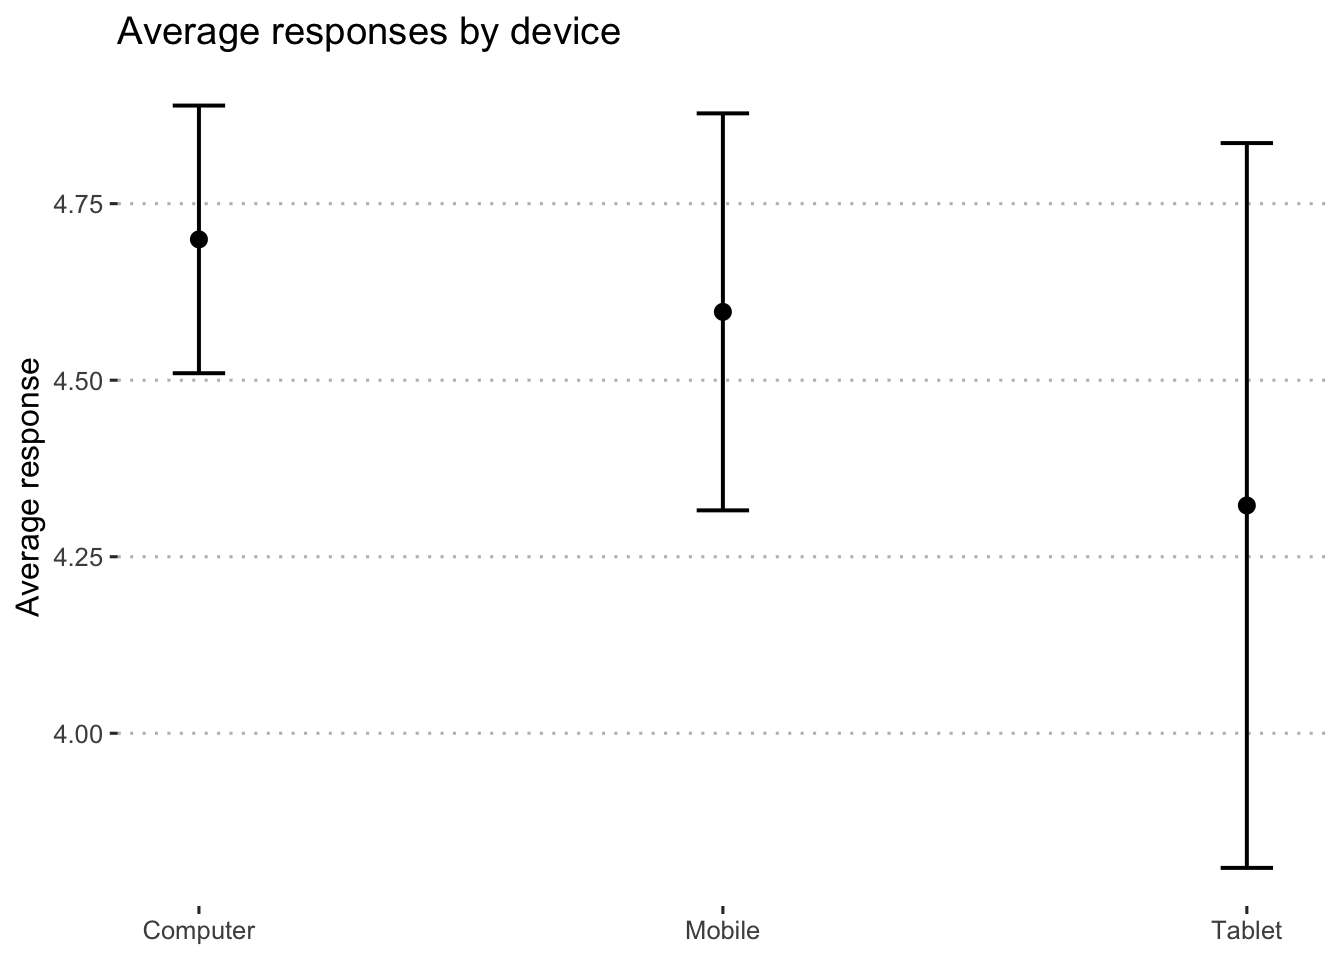 Average responses by device
Average response
4.75
4.50
4.25
4.00
Computer
Mobile
Tablet